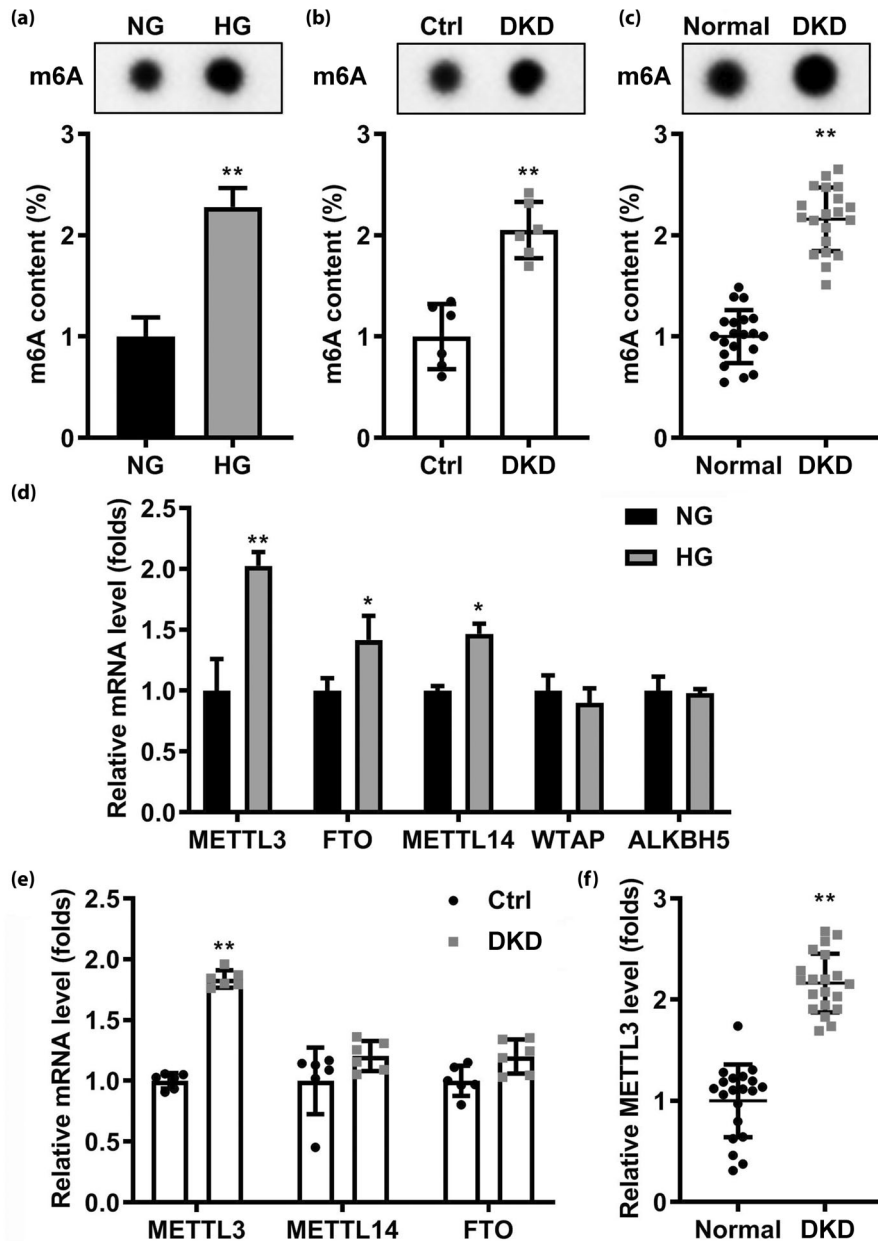 (a)
NG HG
m6A
m6A content (%)
3
**
2
1
0
NG HG
(b)
Ctrl DKD
m6A
m6A content (%)
3
**
2
1
0
Ctrl DKD
(c)
Normal DKD
m6A
m6A content (%)
3
**
2
1
0
Normal DKD
(d)
Relative mRNA level (folds)
2.5
2.0
1.5
1.0
0.5
0.0
**
*
*
NG
HG
METTL3 FTO METTL14 WTAP ALKBH5
(e)
Relative mRNA level (folds)
2.5
2.0
1.5
1.0
0.5
0.0
**
Ctrl
DKD
METTL3 METTL14 FTO
(f)
Relative METTL3 level (folds)
3
**
2
1
0
Normal DKD